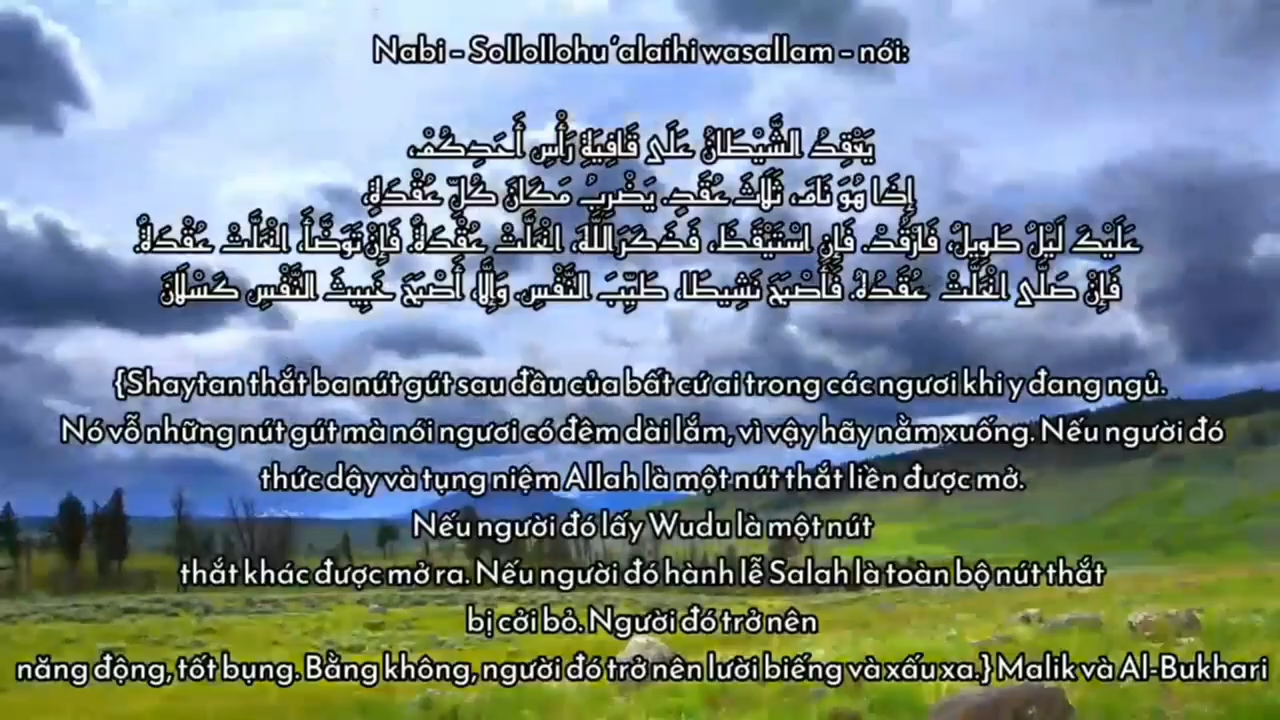 Nabi - Sollollohu ‘alaihi wasallam - nói:
يَعْقِدُ الشَّيْطَانُ عَلَى قَافِيَةِ رَأْسِ أَحَدِكُمْ،
إِذَا هُوَ نَامَ، ثَلَاثَ عُقَدٍ. يَضْرِبُ مَكَانَ كُلِّ عُقْدَةٍ،
عَلَيْكَ لَيْلٌ طَوِيلٌ، فَارْقُدْ. فَإِنِ اسْتَيْقَظَ، فَذَكَرَ اللَّهَ، انْحَلَّتْ عُقْدَةٌ. فَإِنْ تَوَضَّأَ، انْحَلَّتْ عُقْدَةٌ.
فَإِنْ صَلَّى انْحَلَّتْ عُقَدُهُ. فَأَصْبَحَ نَشِيطًا، طَيِّبَ النَّفْسِ. وَإِلَّا، أَصْبَحَ خَبِيثَ النَّفْسِ كَسْلَانَ
{Shaytan thắt ba nút gút sau đầu của bất cứ ai trong các ngươi khi y đang ngủ.
Nó vỗ những nút gút mà nói ngươi có đêm dài lắm, vì vậy hãy nằm xuống. Nếu người đó
thức dậy và tụng niệm Allah là một nút thắt liền được mở.
Nếu người đó lấy Wudu là một nút
thắt khác được mở ra. Nếu người đó hành lễ Salah là toàn bộ nút thắt
bị cởi bỏ. Người đó trở nên
năng động, tốt bụng. Bằng không, người đó trở nên lười biếng và xấu xa.} Malik và Al-Bukhari